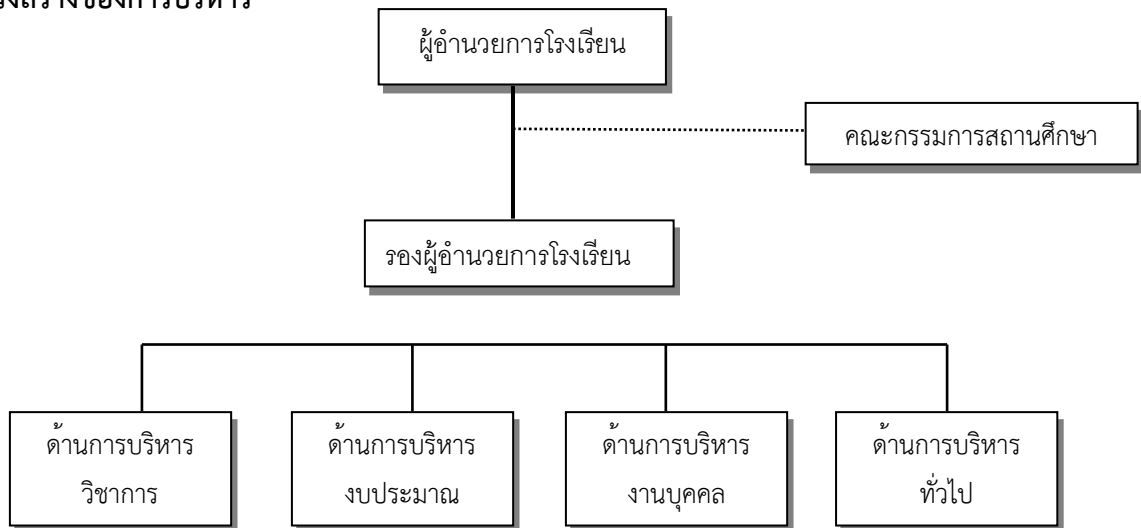 ผู้อำนวยการโรงเรียน
คณะกรรมการสถานศึกษา
รองผู้อำนวยการโรงเรียน
ด้านการบริหาร
วิชาการ
ด้านการบริหาร
งบประมาณ
ด้านการบริหาร
งานบุคคล
ด้านการบริหาร
ทั่วไป